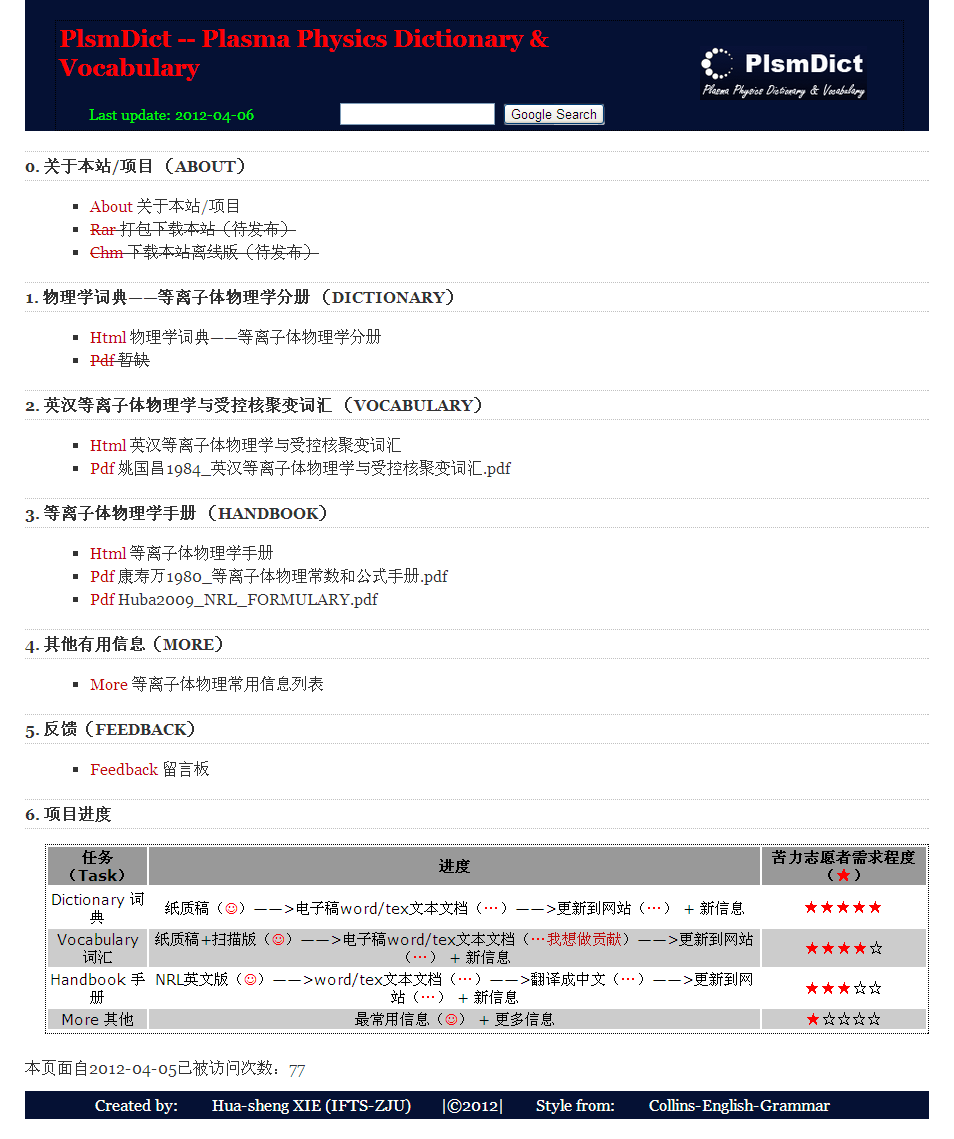 PlsmDict -- Plasma Physics Dictionary &
Vocabulary
PlsmDict
Plasma Physics Dictionary & Vocabulary
Last update: 2012-04-06
Google Search
0. 关于本站/项目（ABOUT）
About 关于本站/项目
Rar 打包下载本站（待发布）
Chm 下载本站离线版（待发布）
1. 物理学词典——等离子体物理学分册（DICTIONARY）
Html 物理学词典——等离子体物理学分册
Pdf 暂缺
2. 英汉等离子体物理学与受控核聚变词汇（VOCABULARY）
Html 英汉等离子体物理学与受控核聚变词汇
Pdf 姚国昌1984_英汉等离子体物理学与受控核聚变词汇.pdf
3. 等离子体物理学手册（HANDBOOK）
Html 等离子体物理学手册
Pdf 康寿万1980_等离子体物理常数和公式手册.pdf
Pdf Huba2009_NRL_FORMULARY.pdf
4. 其他有用信息（MORE）
More 等离子体物理常用信息列表
5. 反馈（FEEDBACK）
Feedback 留言板
6. 项目进度
任务
（Task）
进度
苦力志愿者需求程度
（★）
Dictionary 词
典
纸质稿（☺）——>电子稿word/tex文本文档（…）——>更新到网站（…） + 新信息
★★★★★
Vocabulary
词汇
纸质稿+扫描版（☺）——>电子稿word/tex文本文档（…我想做贡献）——>更新到网站
（…） + 新信息
★★★★☆
Handbook 手
册
NRL英文版（☺）——>word/tex文本文档（…）——>翻译成中文（…）——>更新到网
站（…） + 新信息
★★★☆☆
More 其他
最常用信息（☺） + 更多信息
★☆☆☆☆
本页面自2012-04-05已被访问次数：77
Created by: Hua-sheng XIE (IFTS-ZJU) |©2012| Style from: Collins-English-Grammar